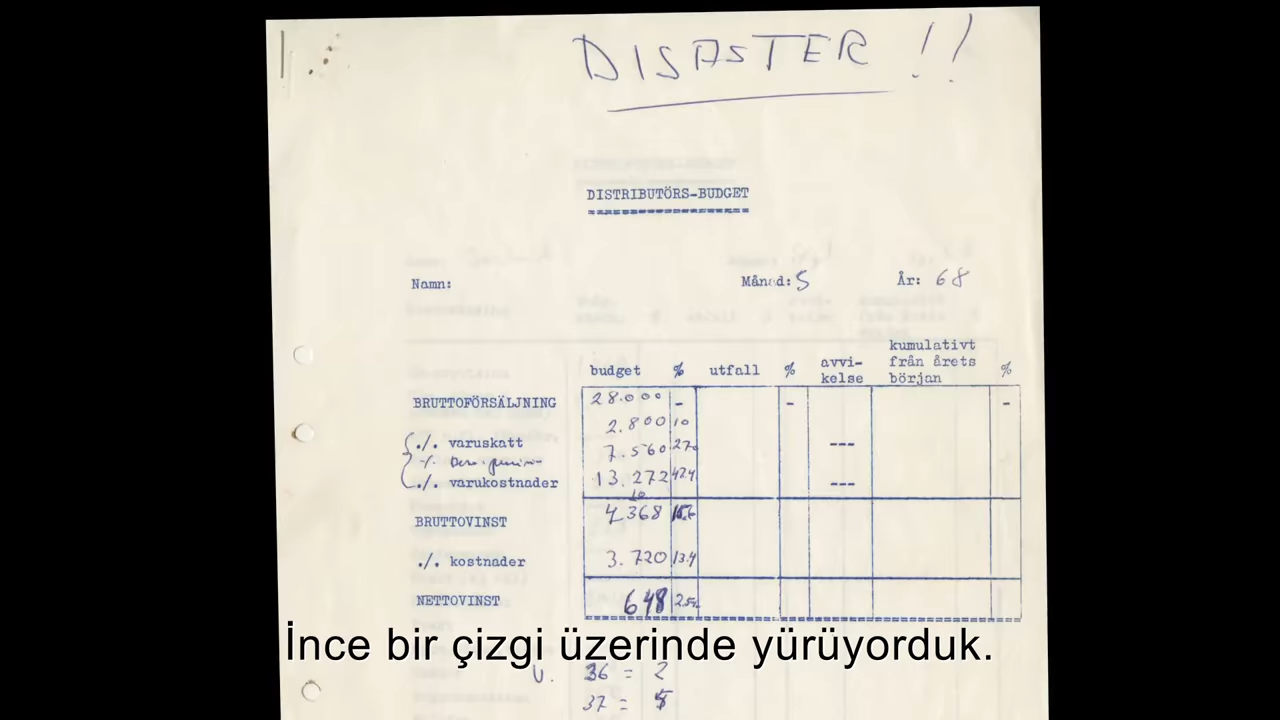 DISASTER !!
DISTRIBUTÖRS-BUDGET
Namn: Månad: 5 År: 68
budget % utfall % avvi-kelse kumulativt från årets början %
BRUTTOFÖRSÄLJNING 28.000 - - -
2.800 10
./. varuskatt 7.560 27% ---
./.
./. varukostnader 13.272 47,4 ---
BRUTTOVINST 4.368 15,6
./. kostnader 3.720 13,4
NETTOVINST 648
İnce bir çizgi üzerinde yürüyorduk.
V. 36 = 2
37 =